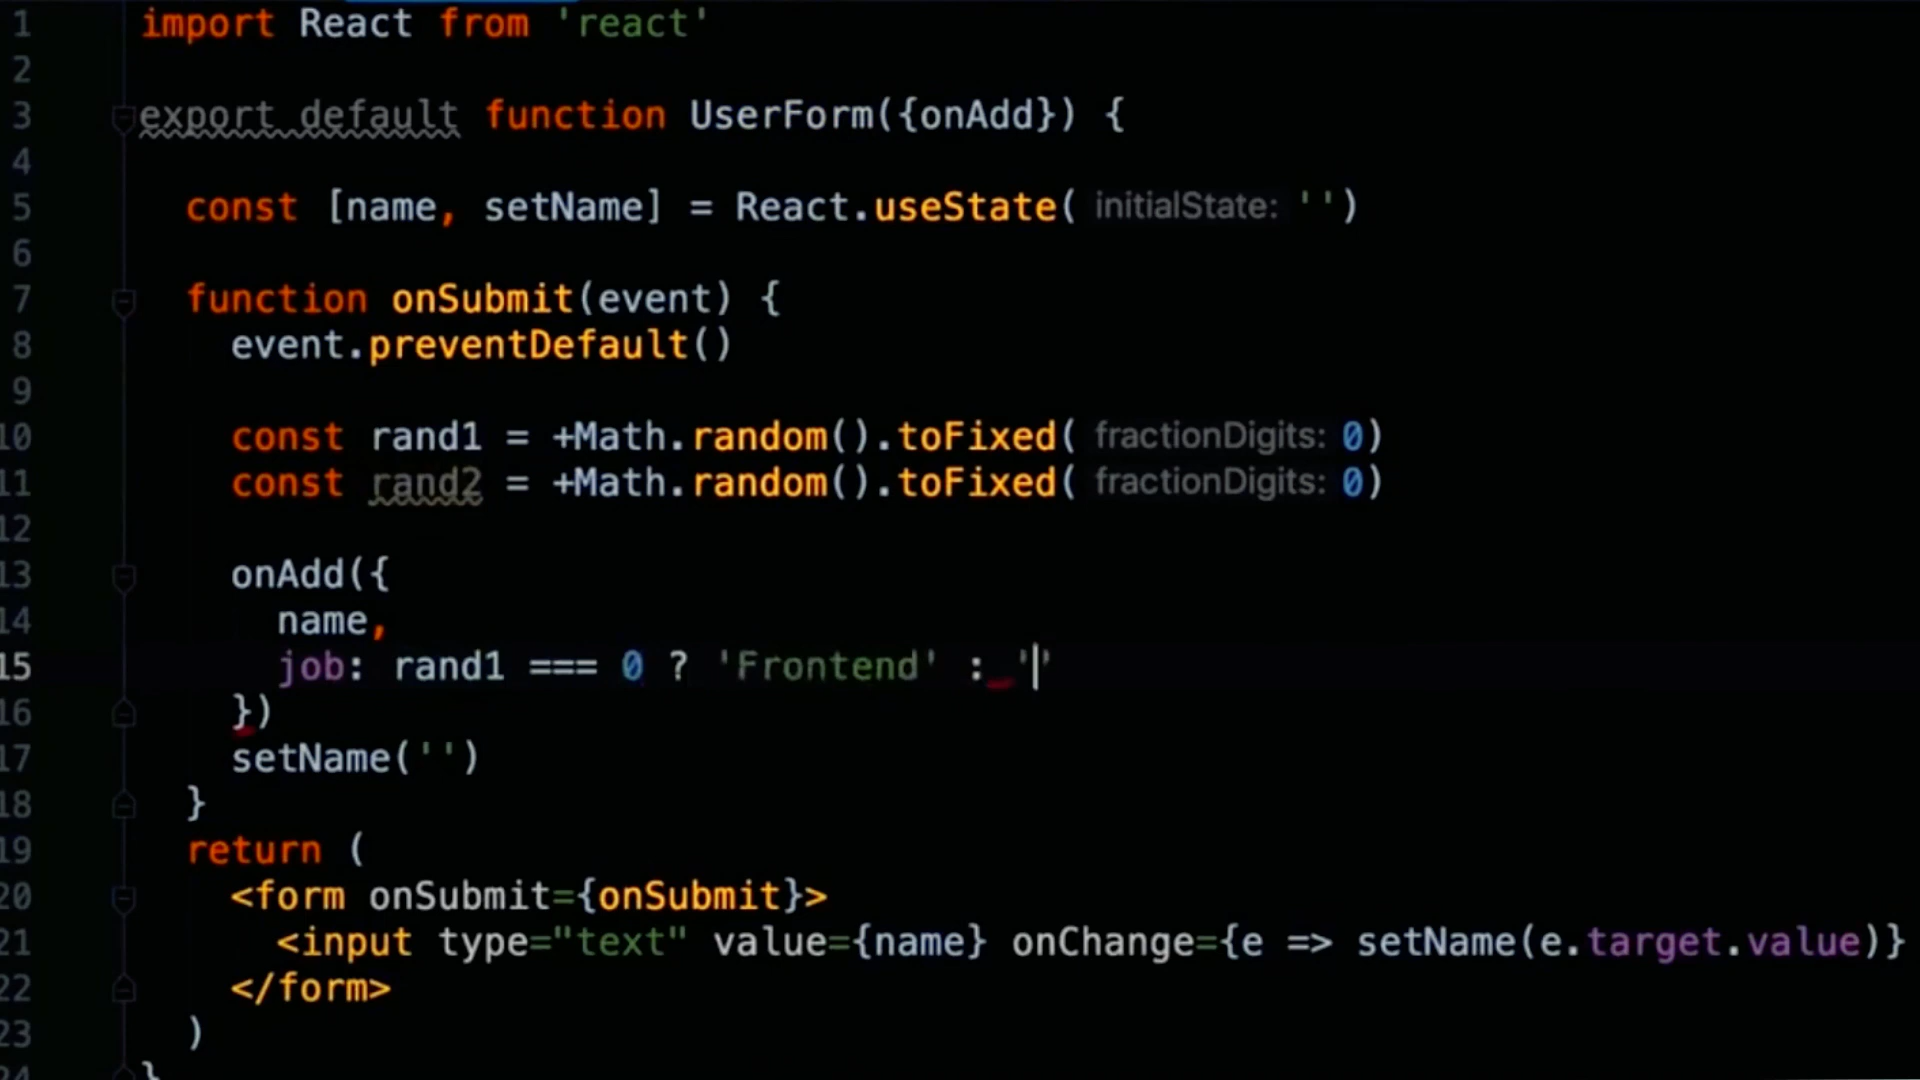 1 import React from 'react'
2
3 export default function UserForm({onAdd}) {
4
5 const [name, setName] = React.useState( initialState: '')
6
7 function onSubmit(event) {
8 event.preventDefault()
9
10 const rand1 = +Math.random().toFixed( fractionDigits: 0)
11 const rand2 = +Math.random().toFixed( fractionDigits: 0)
12
13 onAdd({
14 name,
15 job: rand1 === 0 ? 'Frontend' : ''
16 })
17 setName('')
18 }
19 return (
20 <form onSubmit={onSubmit}>
21 <input type="text" value={name} onChange={e => setName(e.target.value)}
22 </form>
23 )
24 }